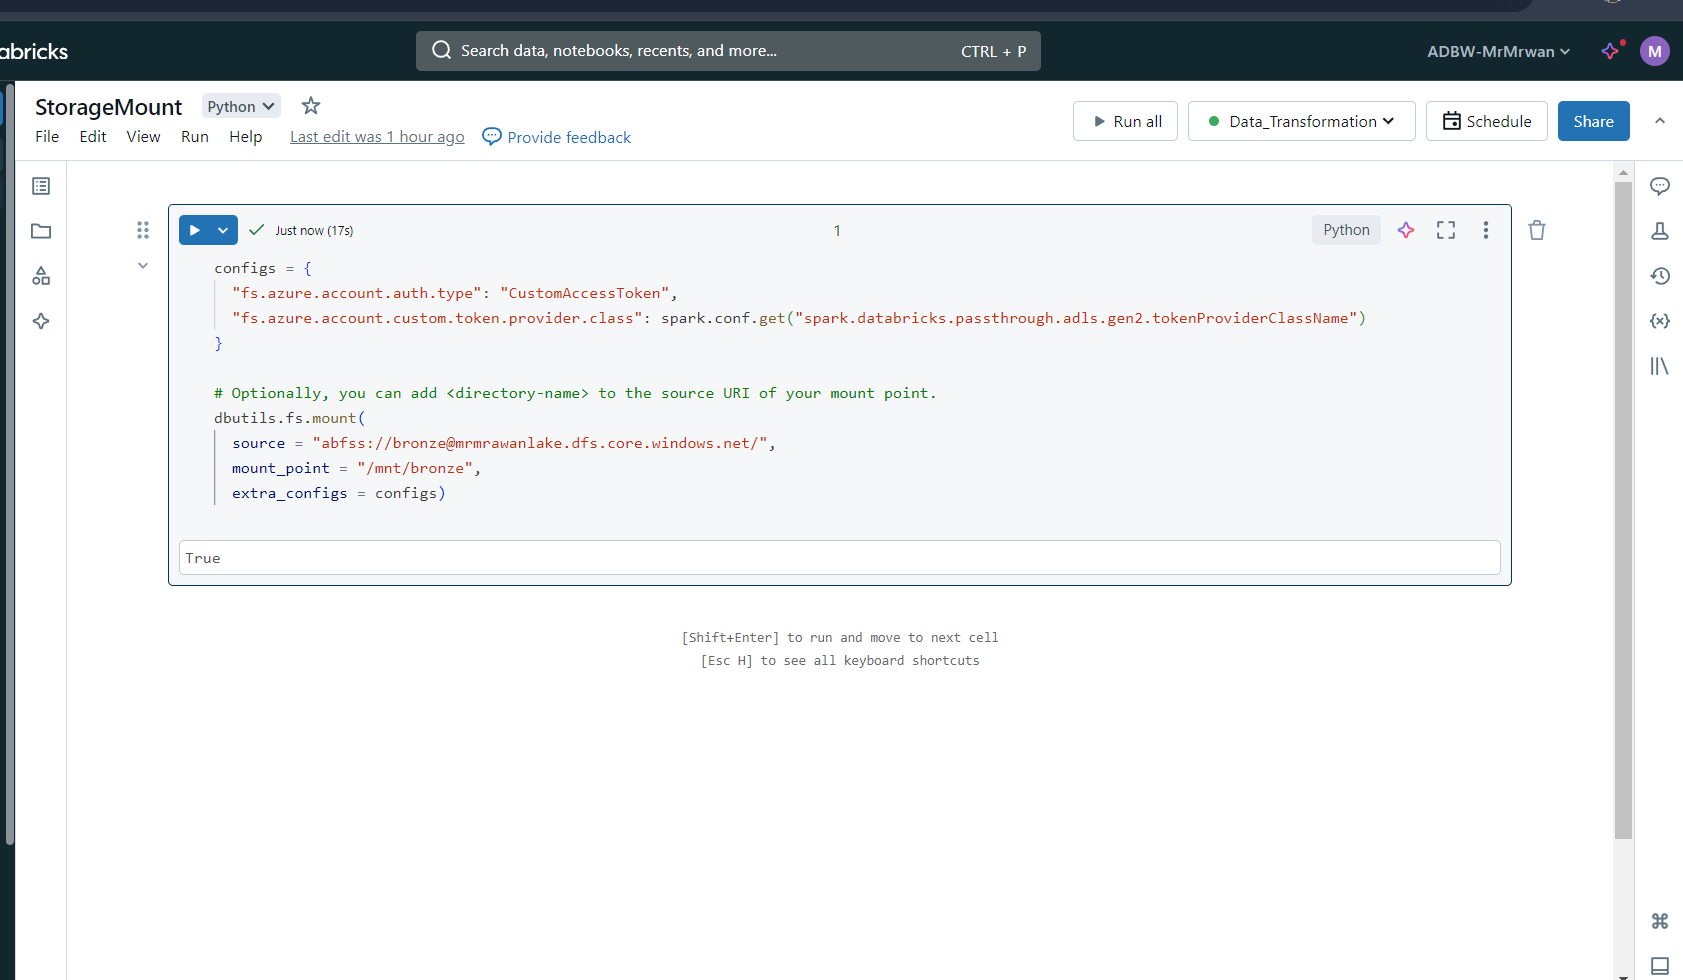 abricks
Search data, notebooks, recents, and more...
CTRL + P
ADBW-MrMrwan
M
StorageMount
Python
File
Edit
View
Run
Help
Last edit was 1 hour ago
Provide feedback
Run all
Data_Transformation
Schedule
Share
Just now (17s)
1
Python
configs = {
"fs.azure.account.auth.type": "CustomAccessToken",
"fs.azure.account.custom.token.provider.class": spark.conf.get("spark.databricks.passthrough.adls.gen2.tokenProviderClassName")
}
# Optionally, you can add <directory-name> to the source URI of your mount point.
dbutils.fs.mount(
source = "abfss://bronze@mrmrawanlake.dfs.core.windows.net/",
mount_point = "/mnt/bronze",
extra_configs = configs)
True
[Shift+Enter] to run and move to next cell
[Esc H] to see all keyboard shortcuts